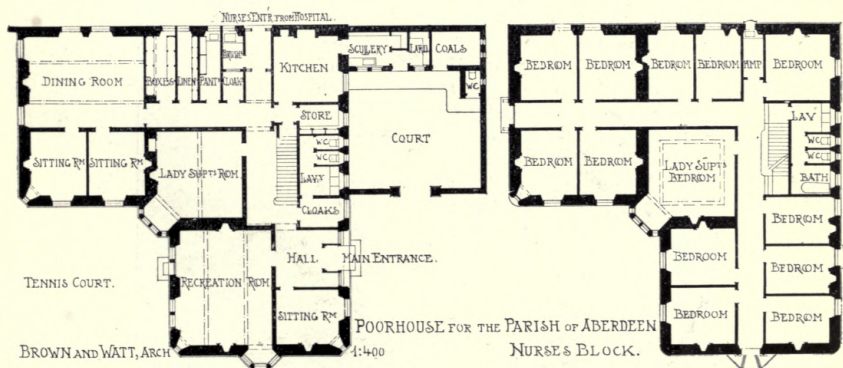 NURSES' ENTR. FROM HOSPITAL.
DINING ROOM
BOXES
LINEN
PANT
CLOAKS
KITCHEN
SCULLERY
LARD.
COALS
WC
STORE
COURT
SITTING RM
SITTING RM
LADY SUPTS ROOM
WC
WC
LAVY
CLOAKS
HALL
MAIN ENTRANCE.
RECREATION ROOM
SITTING RM
TENNIS COURT.
BROWN AND WATT, ARCH
1:400
BEDROOM
BEDROOM
BEDROOM
BEDROOM
HMP
BEDROOM
LAV
WC
WC
BATH
BEDROOM
BEDROOM
LADY SUPTS
BEDROOM
BEDROOM
BEDROOM
BEDROOM
BEDROOM
BEDROOM
POORHOUSE FOR THE PARISH OF ABERDEEN
NURSES BLOCK.